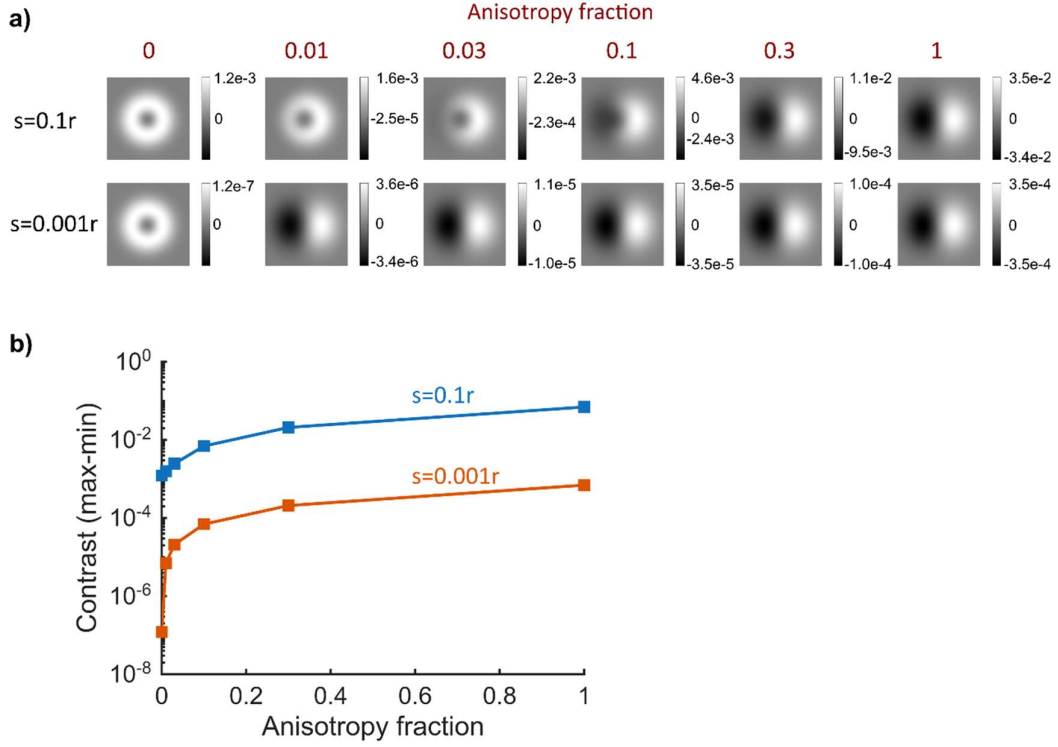 a)
Anisotropy fraction
0 0.01 0.03 0.1 0.3 1
s=0.1r
1.2e-3
0
1.6e-3
-2.5e-5
2.2e-3
-2.3e-4
4.6e-3
0
-2.4e-3
1.1e-2
0
-9.5e-3
3.5e-2
0
-3.4e-2
s=0.001r
1.2e-7
0
3.6e-6
0
-3.4e-6
1.1e-5
0
-1.0e-5
3.5e-5
0
-3.5e-5
1.0e-4
0
-1.0e-4
3.5e-4
0
-3.5e-4
b)
Contrast (max-min)
10^0
10^-2
10^-4
10^-6
10^-8
s=0.1r
s=0.001r
0 0.2 0.4 0.6 0.8 1
Anisotropy fraction